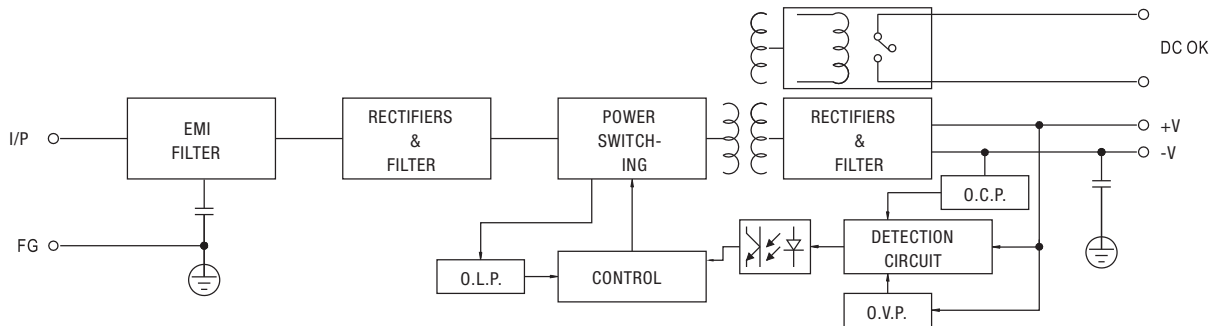 DC OK
I/P
EMI
FILTER
RECTIFIERS
&
FILTER
POWER
SWITCH-
ING
RECTIFIERS
&
FILTER
+V
-V
O.C.P.
FG
O.L.P.
CONTROL
DETECTION
CIRCUIT
O.V.P.